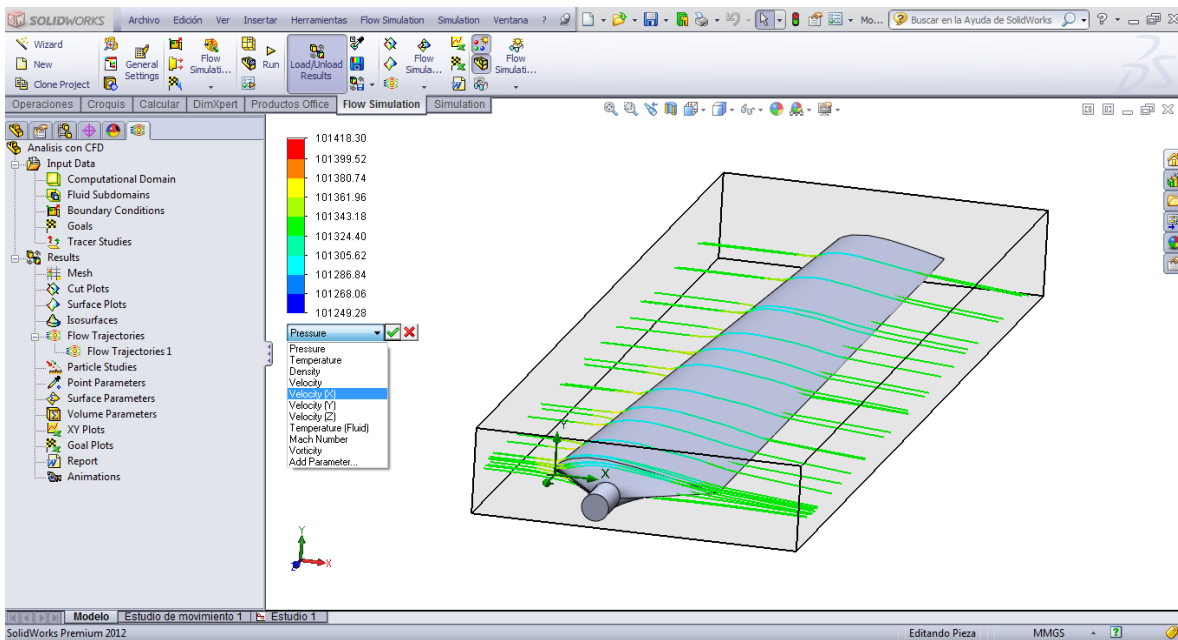 SOLIDWORKS Archivo Edición Ver Insertar Herramientas Flow Simulation Simulation Ventana ? Mo... Buscar en la Ayuda de SolidWorks ?
Wizard
New
Clone Project
General Settings
Flow Simulati...
Run
Load/Unload Results
Flow Simula...
Flow Simulati...
Operaciones Croquis Calcular DimXpert Productos Office Flow Simulation Simulation
Analisis con CFD
Input Data
Computational Domain
Fluid Subdomains
Boundary Conditions
Goals
Tracer Studies
Results
Mesh
Cut Plots
Surface Plots
Isosurfaces
Flow Trajectories
Flow Trajectories 1
Particle Studies
Point Parameters
Surface Parameters
Volume Parameters
XY Plots
Goal Plots
Report
Animations
101418.30
101399.52
101380.74
101361.96
101343.18
101324.40
101305.62
101286.84
101268.06
101249.28
Pressure
Pressure
Temperature
Density
Velocity
Velocity (X)
Velocity (Y)
Velocity (Z)
Temperature (Fluid)
Mach Number
Vorticity
Add Parameter...
Y
X
Y
X
Z
Modelo Estudio de movimiento 1 Estudio 1
SolidWorks Premium 2012 Editando Pieza MMGS ?